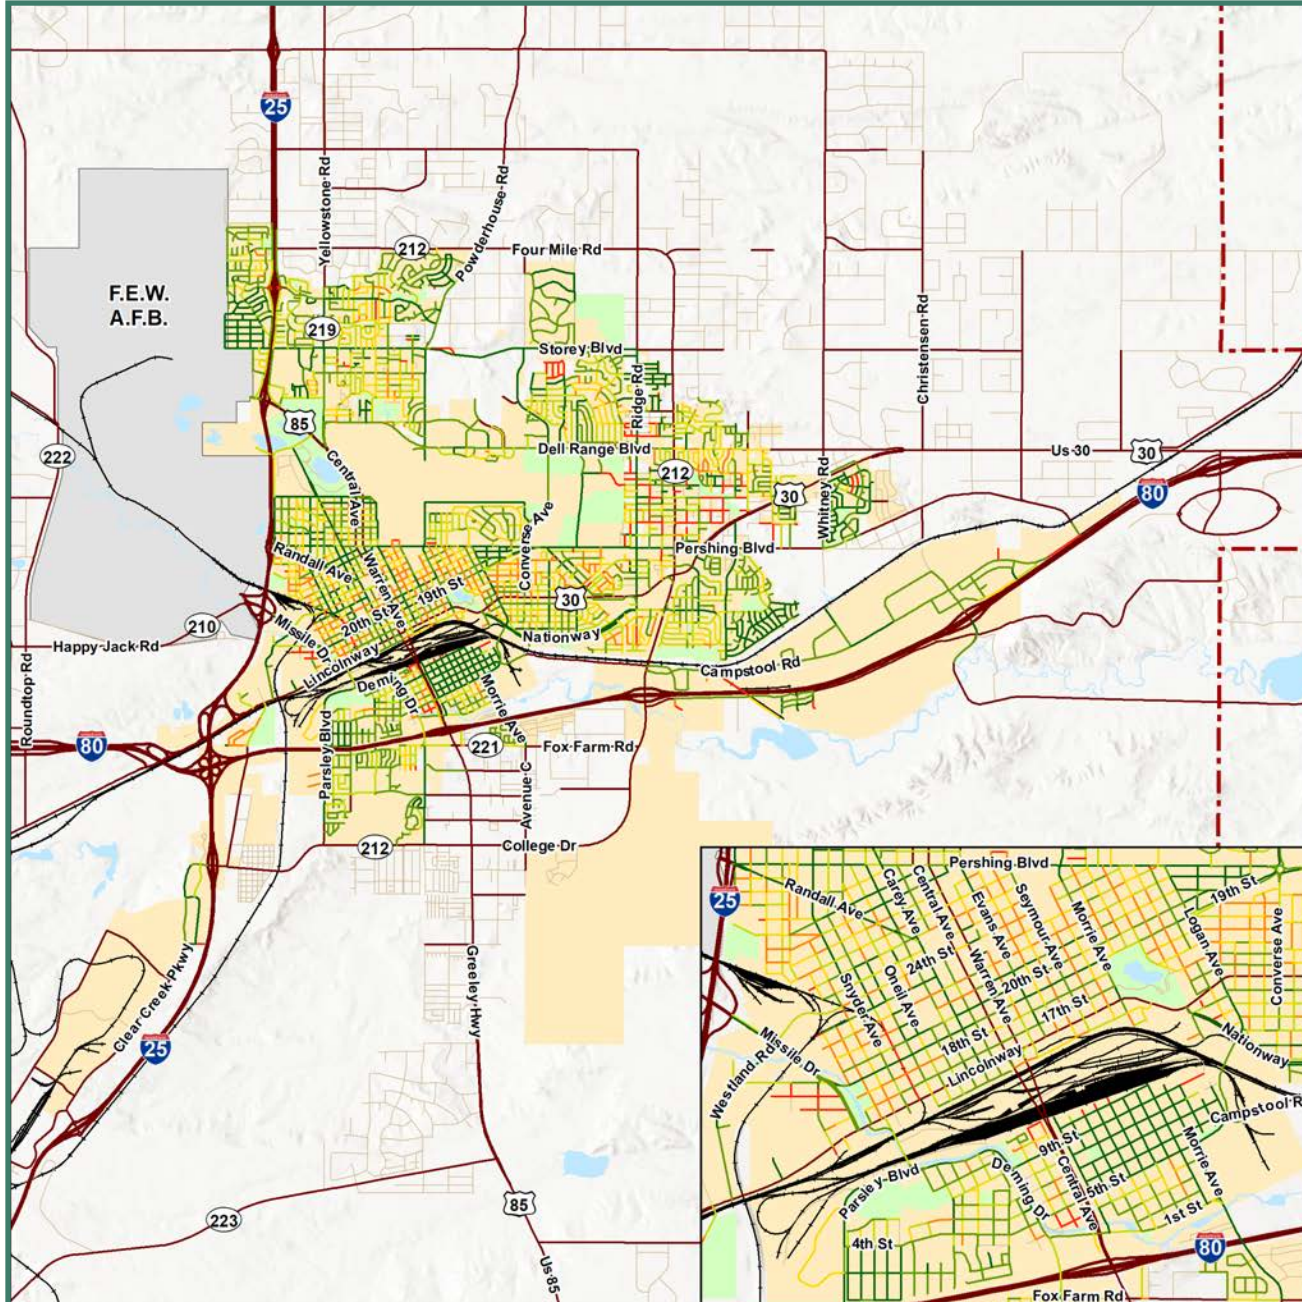 25
Yellowstone Rd
Powderhouse Rd
212
Four Mile Rd
F.E.W.
A.F.B.
219
Christensen Rd
Storey Blvd
Ridge Rd
85
222
Central Ave
Dell Range Blvd
212
Us 30
30
80
30
Whitney Rd
Converse Ave
Randall Ave
Warren Ave
Pershing Blvd
19th St
20th St
30
210
Happy Jack Rd
Missile Dr
Lincolnway
Nationway
Campstool Rd
Roundtop Rd
Deming Dr
Morrie Ave
80
Parsley Blvd
221
Fox Farm Rd
Avenue C
212
College Dr
Clear Creek Pkwy
Greeley Hwy
25
223
85
Us 85
Pershing Blvd
25
Randall Ave
Carey Ave
Central Ave
Evans Ave
Seymour Ave
Morrie Ave
19th St
Logan Ave
Converse Ave
24th St
20th St
Snyder Ave
Oneil Ave
Warren Ave
17th St
18th St
Lincolnway
Missile Dr
Westland Rd
Nationway
Campstool R
9th St
Parsley Blvd
Deming Dr
Central Ave
5th St
Morrie Ave
1st St
4th St
80
Fox Farm Rd